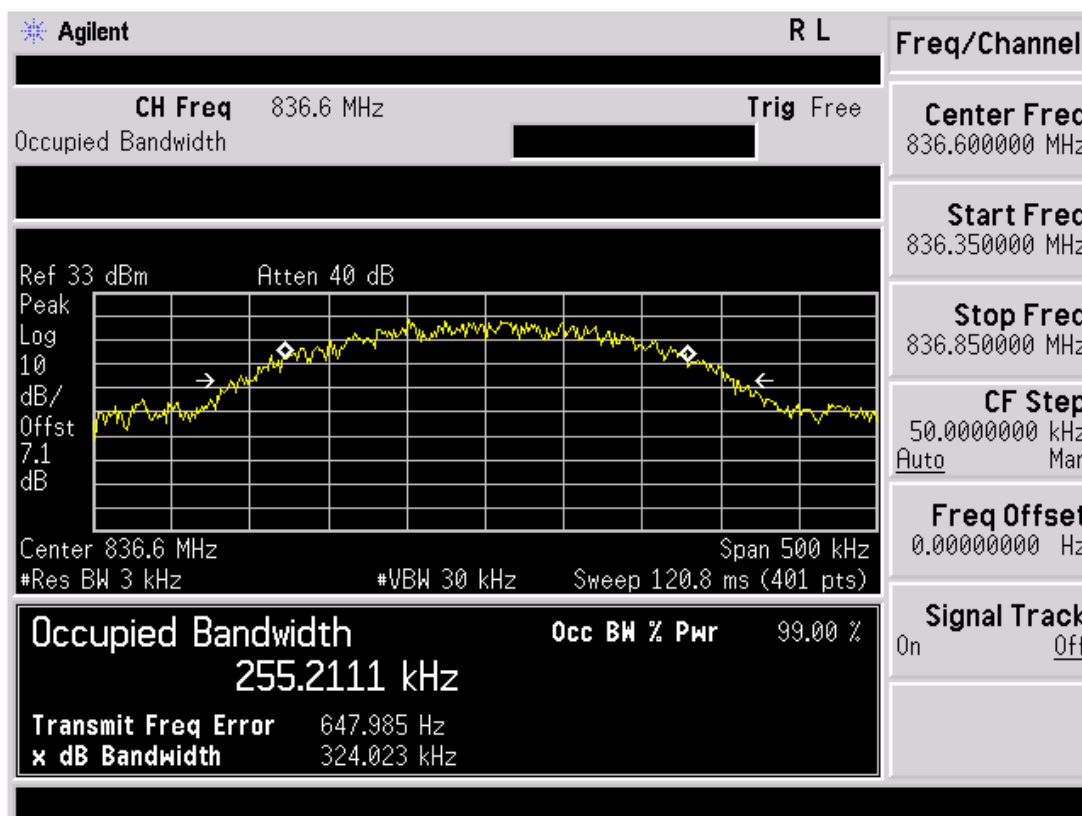 Agilent R L
CH Freq 836.6 MHz Trig Free
Occupied Bandwidth
Ref 33 dBm Atten 40 dB
Peak
Log
10
dB/
Offst
7.1
dB
Center 836.6 MHz Span 500 kHz
#Res BW 3 kHz #VBW 30 kHz Sweep 120.8 ms (401 pts)
Occupied Bandwidth Occ BW % Pwr 99.00 %
255.2111 kHz
Transmit Freq Error 647.985 Hz
x dB Bandwidth 324.023 kHz
Freq/Channel
Center Freq
836.600000 MHz
Start Freq
836.350000 MHz
Stop Freq
836.850000 MHz
CF Step
50.0000000 kHz
Auto Man
Freq Offset
0.00000000 Hz
Signal Track
On Off